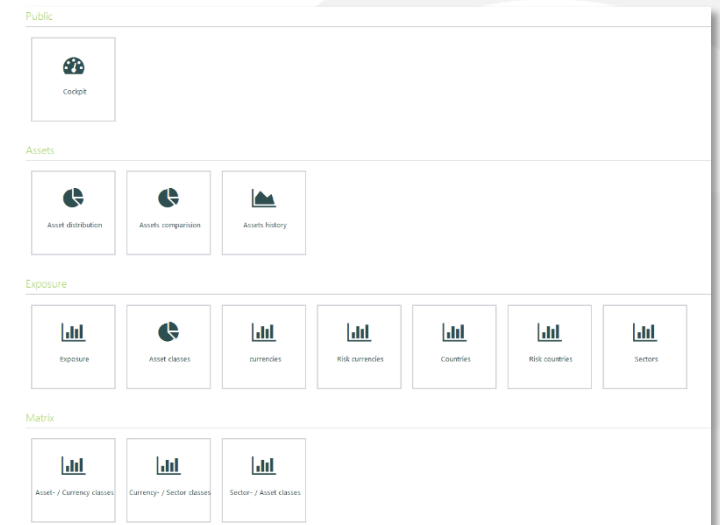 Public
Cockpit
Assets
Asset distribution
Assets comparision
Assets history
Exposure
Exposure
Asset classes
currencies
Risk currencies
Countries
Risk countries
Sectors
Matrix
Asset- / Currency classes
Currency- / Sector classes
Sector- / Asset classes